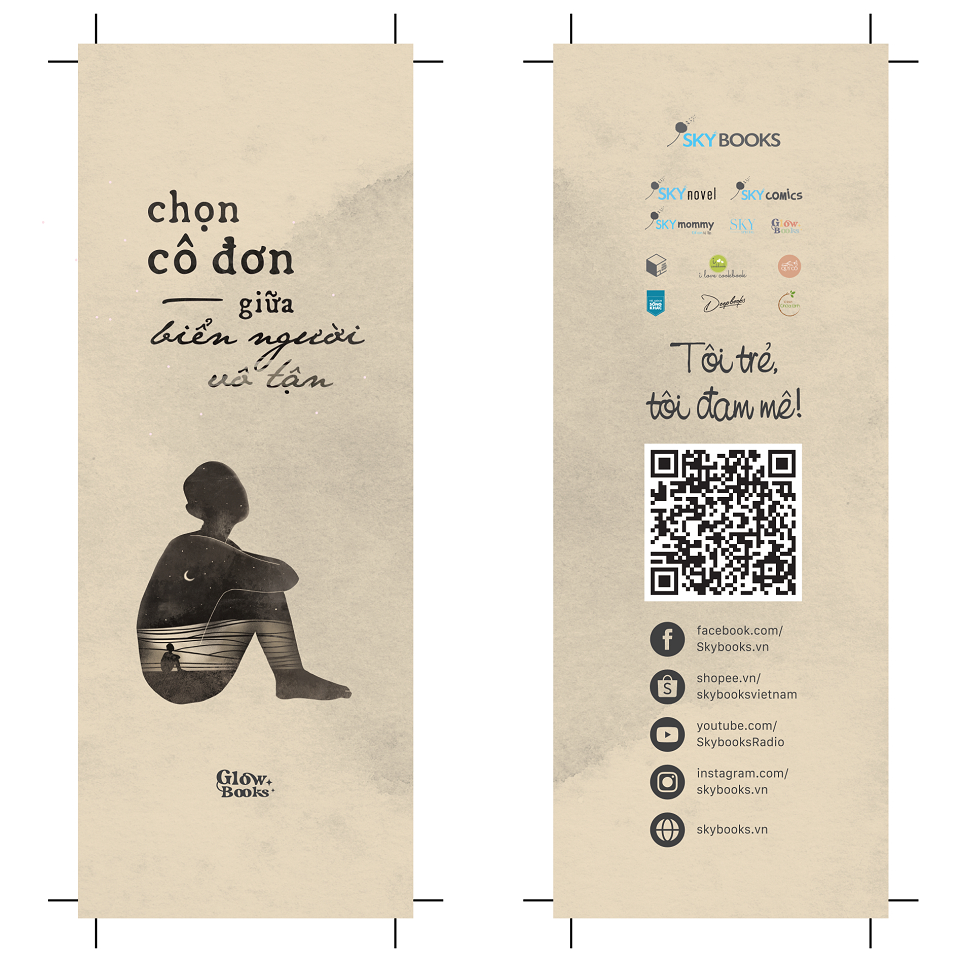 chọn
cô đơn
giữa
biển người
vô tận
Glow
Books
SKYBOOKS
SKYnovel
SKYcomics
SKYmommy
SKY
Glow
Books
i love cookbook
Deepbooks
Tôi trẻ,
tôi đam mê!
facebook.com/
Skybooks.vn
shopee.vn/
skybooksvietnam
youtube.com/
SkybooksRadio
instagram.com/
skybooks.vn
skybooks.vn